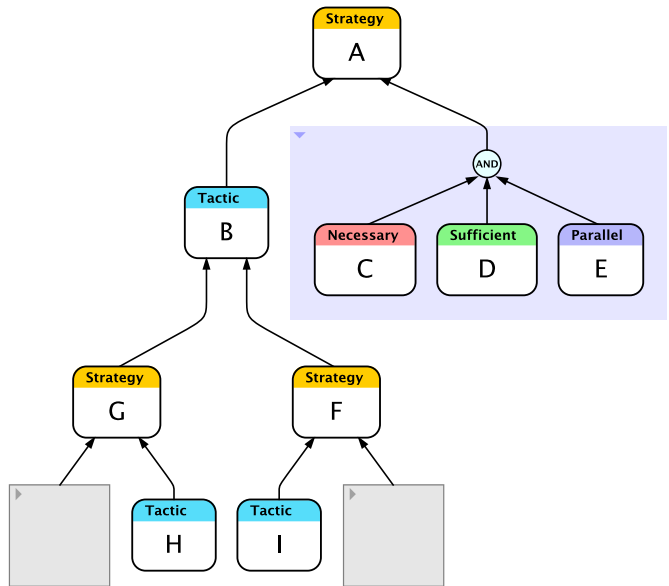 Strategy
A
AND
Tactic
B
Necessary
C
Sufficient
D
Parallel
E
Strategy
G
Strategy
F
Tactic
H
Tactic
I